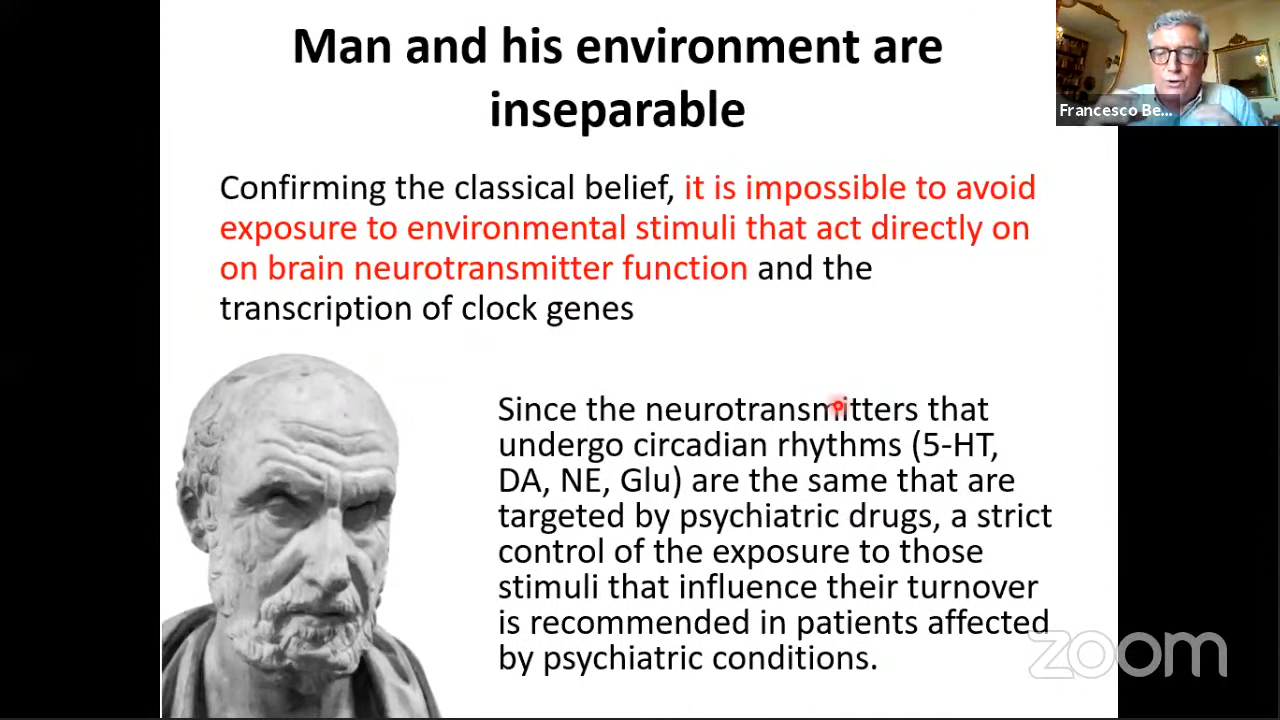 Man and his environment are
inseparable
Francesco Be...
Confirming the classical belief, it is impossible to avoid
exposure to environmental stimuli that act directly on
on brain neurotransmitter function and the
transcription of clock genes
Since the neurotransmitters that
undergo circadian rhythms (5-HT,
DA, NE, Glu) are the same that are
targeted by psychiatric drugs, a strict
control of the exposure to those
stimuli that influence their turnover
is recommended in patients affected
by psychiatric conditions.
zoom